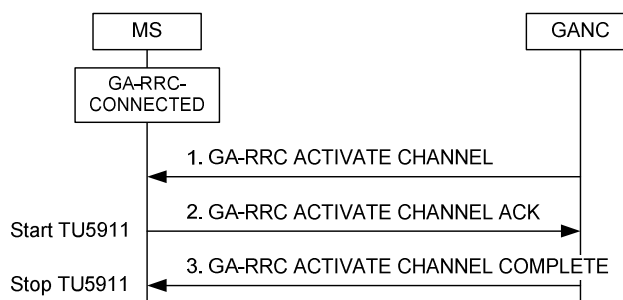 MS
GANC
GA-RRC-
CONNECTED
1. GA-RRC ACTIVATE CHANNEL
2. GA-RRC ACTIVATE CHANNEL ACK
Start TU5911
3. GA-RRC ACTIVATE CHANNEL COMPLETE
Stop TU5911